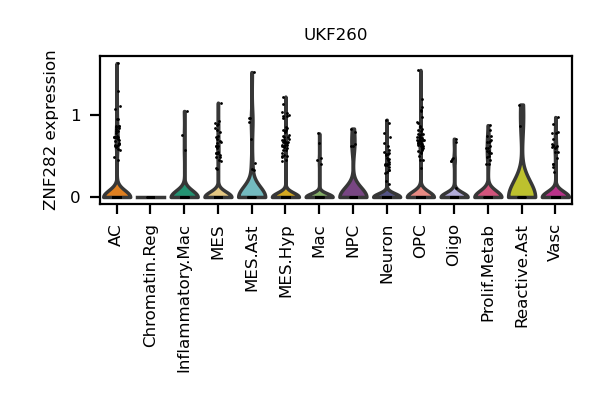 UKF260
ZNF282 expression
1
0
AC
Chromatin.Reg
Inflammatory.Mac
MES
MES.Ast
MES.Hyp
Mac
NPC
Neuron
OPC
Oligo
Prolif.Metab
Reactive.Ast
Vasc